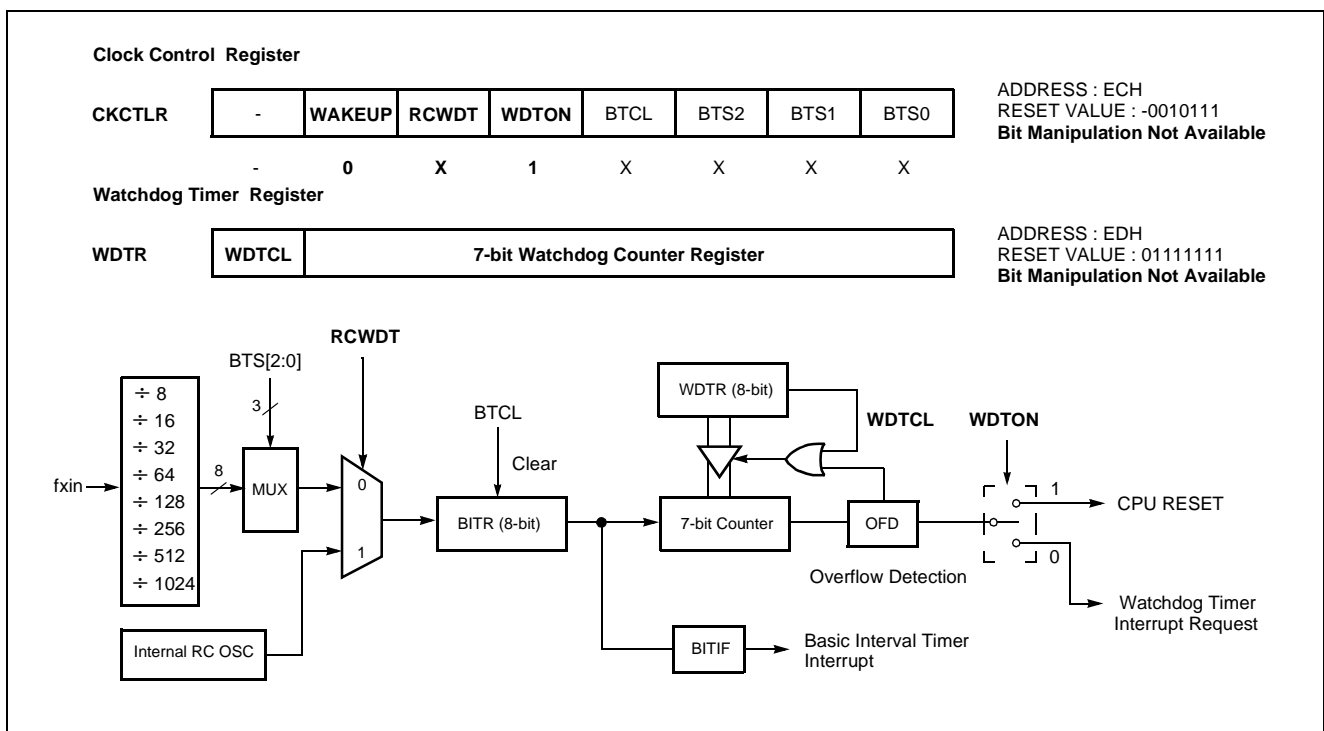 Clock Control Register
CKCTLR
- WAKEUP RCWDT WDTON BTCL BTS2 BTS1 BTS0
ADDRESS : ECH
RESET VALUE : -0010111
Bit Manipulation Not Available
- 0 X 1 X X X X
Watchdog Timer Register
WDTR
WDTCL 7-bit Watchdog Counter Register
ADDRESS : EDH
RESET VALUE : 01111111
Bit Manipulation Not Available
RCWDT
BTS[2:0]
3
fxin
÷ 8
÷ 16
÷ 32
÷ 64
÷ 128
÷ 256
÷ 512
÷ 1024
8
MUX
0
1
Internal RC OSC
BTCL
Clear
BITR (8-bit)
WDTR (8-bit)
WDTCL
WDTON
7-bit Counter
OFD
Overflow Detection
1
CPU RESET
0
Watchdog Timer
Interrupt Request
BITIF
Basic Interval Timer
Interrupt